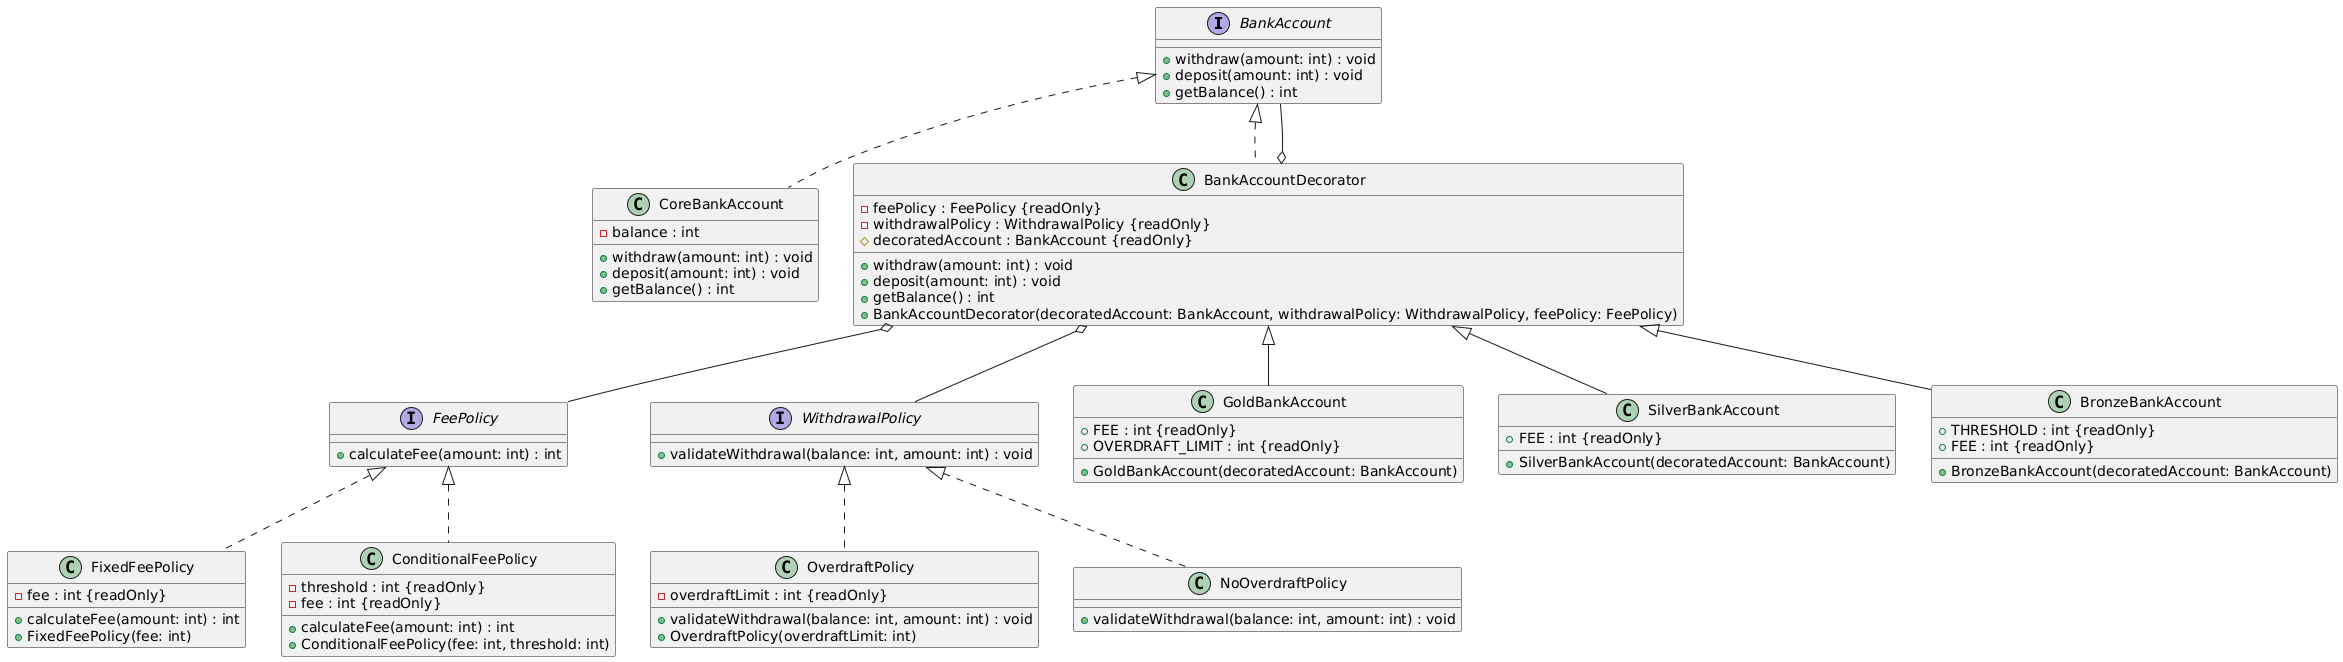 I BankAccount
withdraw(amount: int) : void
deposit(amount: int) : void
getBalance() : int
C CoreBankAccount
balance : int
withdraw(amount: int) : void
deposit(amount: int) : void
getBalance() : int
C BankAccountDecorator
feePolicy : FeePolicy {readOnly}
withdrawalPolicy : WithdrawalPolicy {readOnly}
decoratedAccount : BankAccount {readOnly}
withdraw(amount: int) : void
deposit(amount: int) : void
getBalance() : int
BankAccountDecorator(decoratedAccount: BankAccount, withdrawalPolicy: WithdrawalPolicy, feePolicy: FeePolicy)
I FeePolicy
calculateFee(amount: int) : int
I WithdrawalPolicy
validateWithdrawal(balance: int, amount: int) : void
C GoldBankAccount
FEE : int {readOnly}
OVERDRAFT_LIMIT : int {readOnly}
GoldBankAccount(decoratedAccount: BankAccount)
C SilverBankAccount
FEE : int {readOnly}
SilverBankAccount(decoratedAccount: BankAccount)
C BronzeBankAccount
THRESHOLD : int {readOnly}
FEE : int {readOnly}
BronzeBankAccount(decoratedAccount: BankAccount)
C FixedFeePolicy
fee : int {readOnly}
calculateFee(amount: int) : int
FixedFeePolicy(fee: int)
C ConditionalFeePolicy
threshold : int {readOnly}
fee : int {readOnly}
calculateFee(amount: int) : int
ConditionalFeePolicy(fee: int, threshold: int)
C OverdraftPolicy
overdraftLimit : int {readOnly}
validateWithdrawal(balance: int, amount: int) : void
OverdraftPolicy(overdraftLimit: int)
C NoOverdraftPolicy
validateWithdrawal(balance: int, amount: int) : void